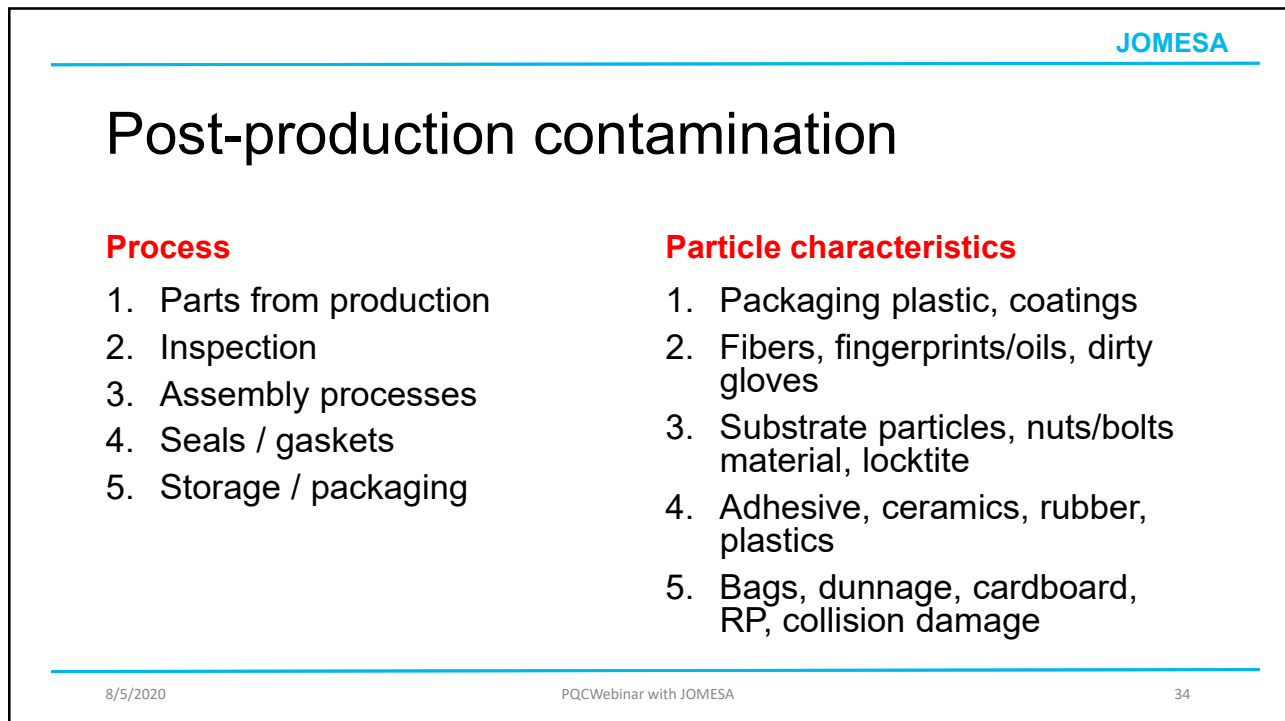 JOMESA
Post-production contamination
Process
1. Parts from production
2. Inspection
3. Assembly processes
4. Seals / gaskets
5. Storage / packaging
Particle characteristics
1. Packaging plastic, coatings
2. Fibers, fingerprints/oils, dirty
gloves
3. Substrate particles, nuts/bolts
material, locktite
4. Adhesive, ceramics, rubber,
plastics
5. Bags, dunnage, cardboard,
RP, collision damage
8/5/2020
PQCWebinar with JOMESA
34